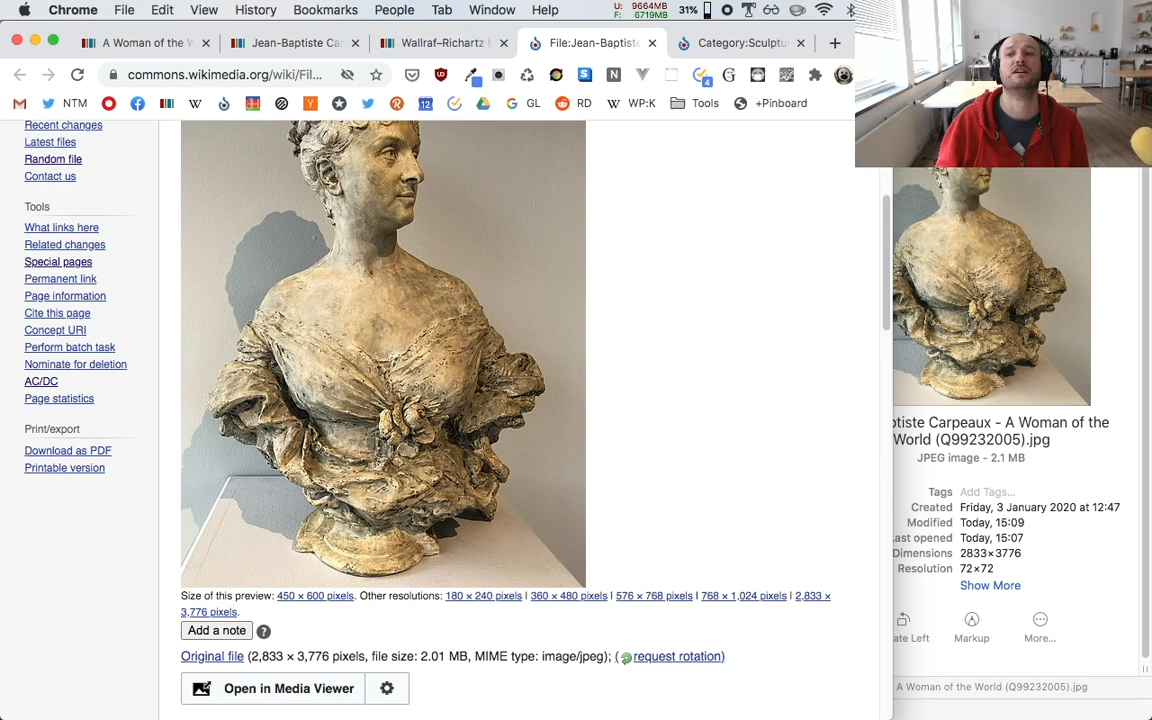 Chrome File Edit View History Bookmarks People Tab Window Help
U: 9664MB
F: 6719MB
31%
A Woman of the W
Jean-Baptiste Ca
Wallraf–Richartz M
File:Jean-Baptiste
Category:Sculptu
commons.wikimedia.org/wiki/Fil...
4
NTM
12
GL
RD
WP:K
Tools
+Pinboard
Recent changes
Latest files
Random file
Contact us
Tools
What links here
Related changes
Special pages
Permanent link
Page information
Cite this page
Concept URI
Perform batch task
Nominate for deletion
AC/DC
Page statistics
Print/export
Download as PDF
Printable version
Size of this preview: 450 × 600 pixels. Other resolutions: 180 × 240 pixels | 360 × 480 pixels | 576 × 768 pixels | 768 × 1,024 pixels | 2,833 ×
3,776 pixels.
Add a note ?
Original file (2,833 × 3,776 pixels, file size: 2.01 MB, MIME type: image/jpeg); (request rotation)
Open in Media Viewer
ptiste Carpeaux - A Woman of the
World (Q99232005).jpg
JPEG image - 2.1 MB
Tags Add Tags...
Created Friday, 3 January 2020 at 12:47
Modified Today, 15:09
ast opened Today, 15:07
Dimensions 2833×3776
Resolution 72×72
Show More
ate Left Markup More...
A Woman of the World (Q99232005).jpg